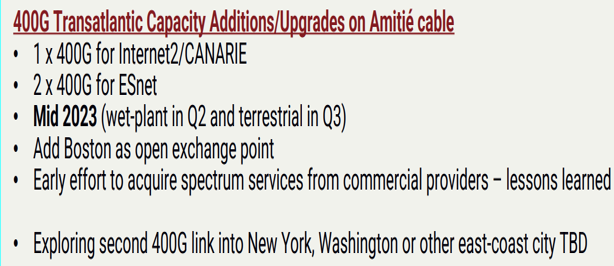 400G Transatlantic Capacity Additions/Upgrades on Amitié cable
• 1 x 400G for Internet2/CANARIE
• 2 x 400G for ESnet
• Mid 2023 (wet-plant in Q2 and terrestrial in Q3)
• Add Boston as open exchange point
• Early effort to acquire spectrum services from commercial providers – lessons learned
• Exploring second 400G link into New York, Washington or other east-coast city TBD